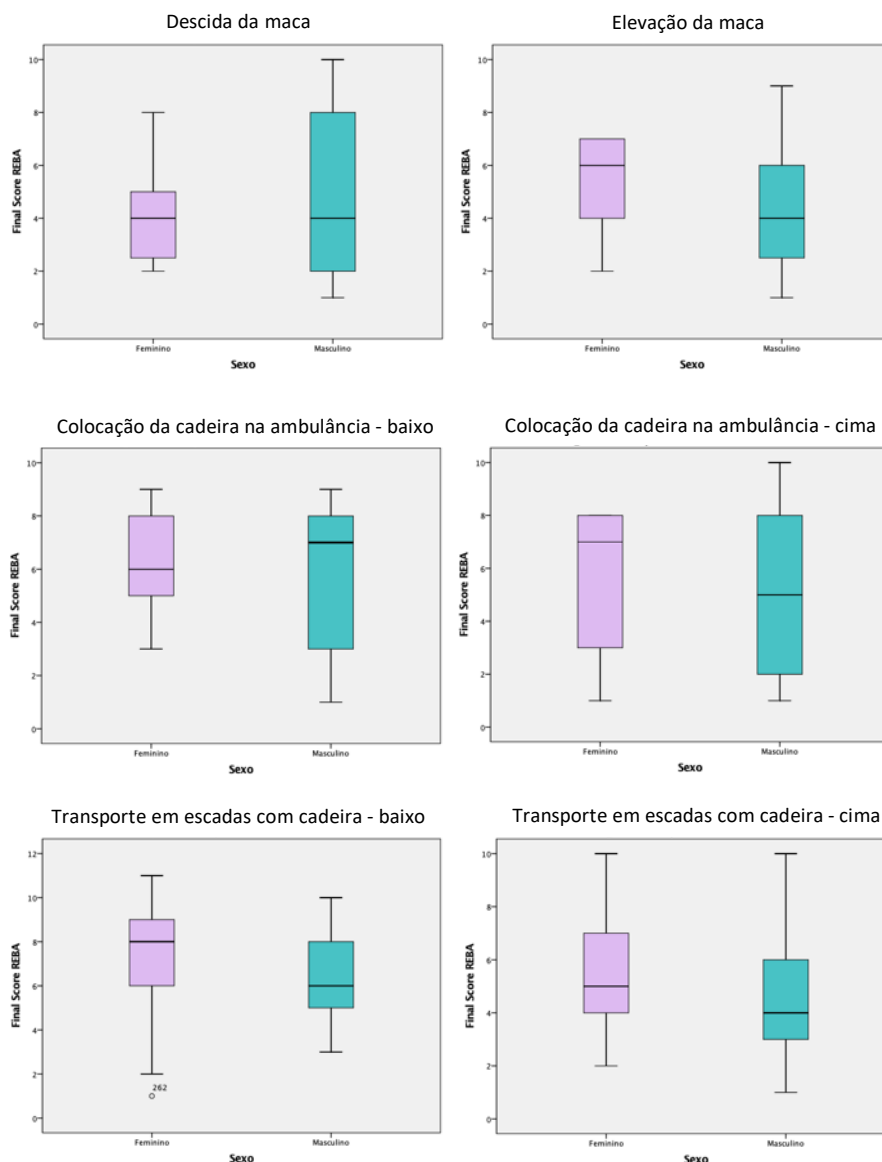 Descida da maca
Final Score REBA
10
8
6
4
2
0
Feminino
Masculino
Sexo
Elevação da maca
Final Score REBA
10
8
6
4
2
0
Feminino
Masculino
Sexo
Colocação da cadeira na ambulância - baixo
Final Score REBA
10
8
6
4
2
0
Feminino
Masculino
Sexo
Colocação da cadeira na ambulância - cima
Final Score REBA
10
8
6
4
2
0
Feminino
Masculino
Sexo
Transporte em escadas com cadeira - baixo
Final Score REBA
12
10
8
6
4
2
0
262
Feminino
Masculino
Sexo
Transporte em escadas com cadeira - cima
Final Score REBA
10
8
6
4
2
0
Feminino
Masculino
Sexo